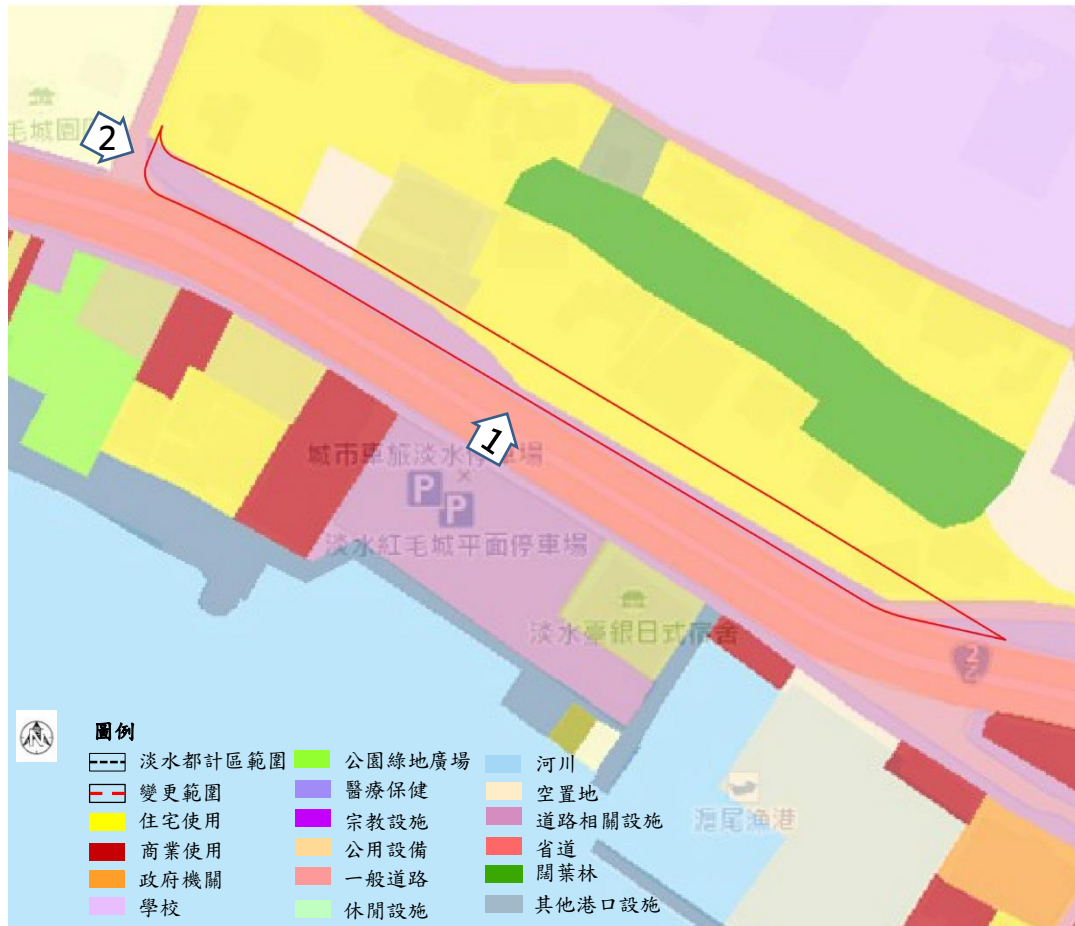 2
毛城園
1
城市車旅淡水停車場
P
P
淡水紅毛城平面停車場
淡水臺銀日式宿舍
22
滬尾漁港
圖例
淡水都計區範圍
變更範圍
住宅使用
商業使用
政府機關
學校
公園綠地廣場
醫療保健
宗教設施
公用設備
一般道路
休閒設施
河川
空置地
道路相關設施
省道
闊葉林
其他港口設施